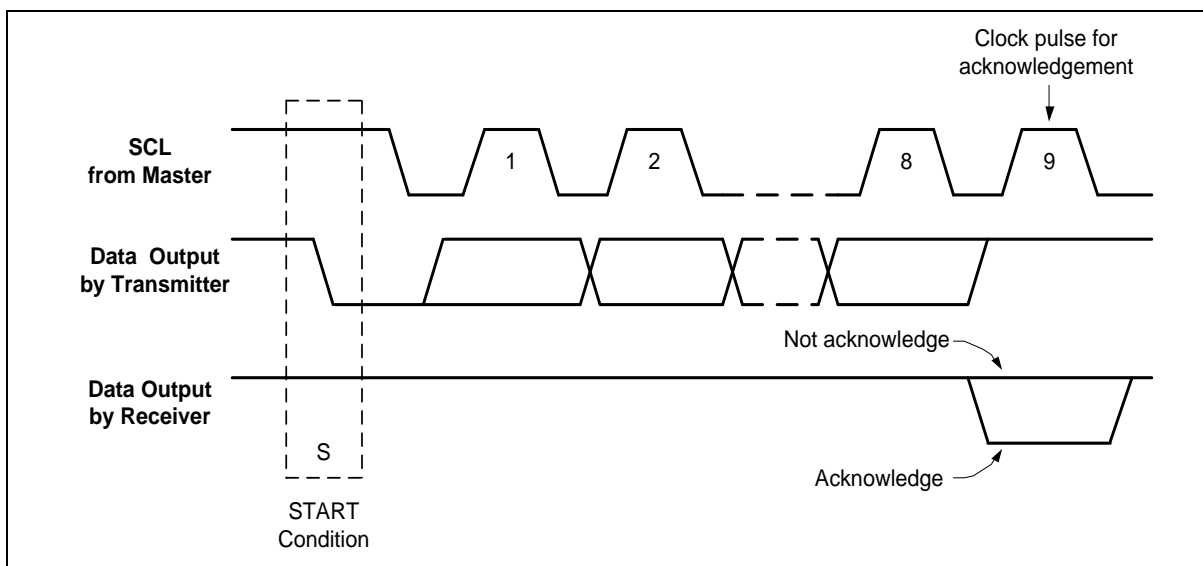 Clock pulse for
acknowledgement
SCL
from Master
1
2
8
9
Data Output
by Transmitter
Not acknowledge
Data Output
by Receiver
S
Acknowledge
START
Condition